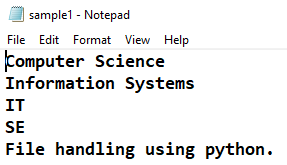 sample1 - Notepad
File Edit Format View Help
Computer Science
Information Systems
IT
SE
File handling using python.